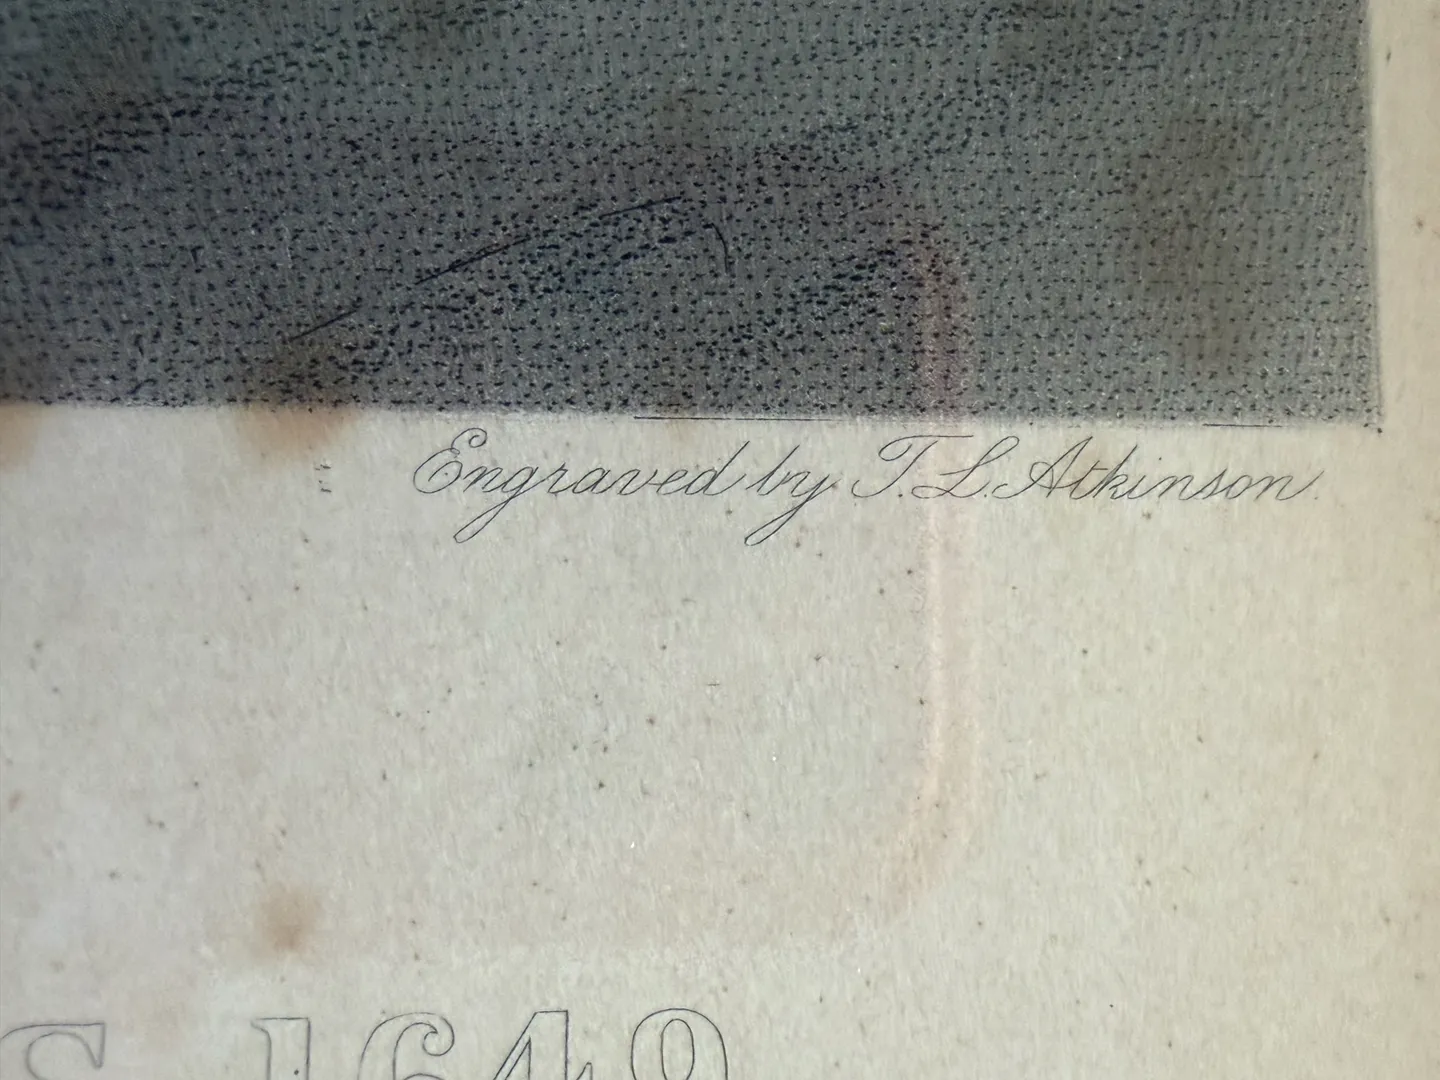 Engraved by T. L. Atkinson.
S 1649